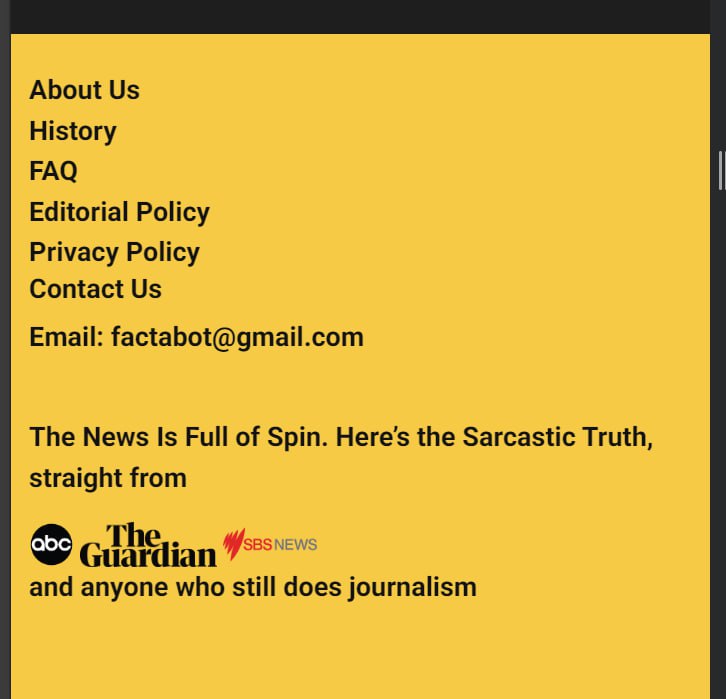 About Us
History
FAQ
Editorial Policy
Privacy Policy
Contact Us
Email: factabot@gmail.com
The News Is Full of Spin. Here’s the Sarcastic Truth,
straight from
abc The Guardian SBS NEWS
and anyone who still does journalism